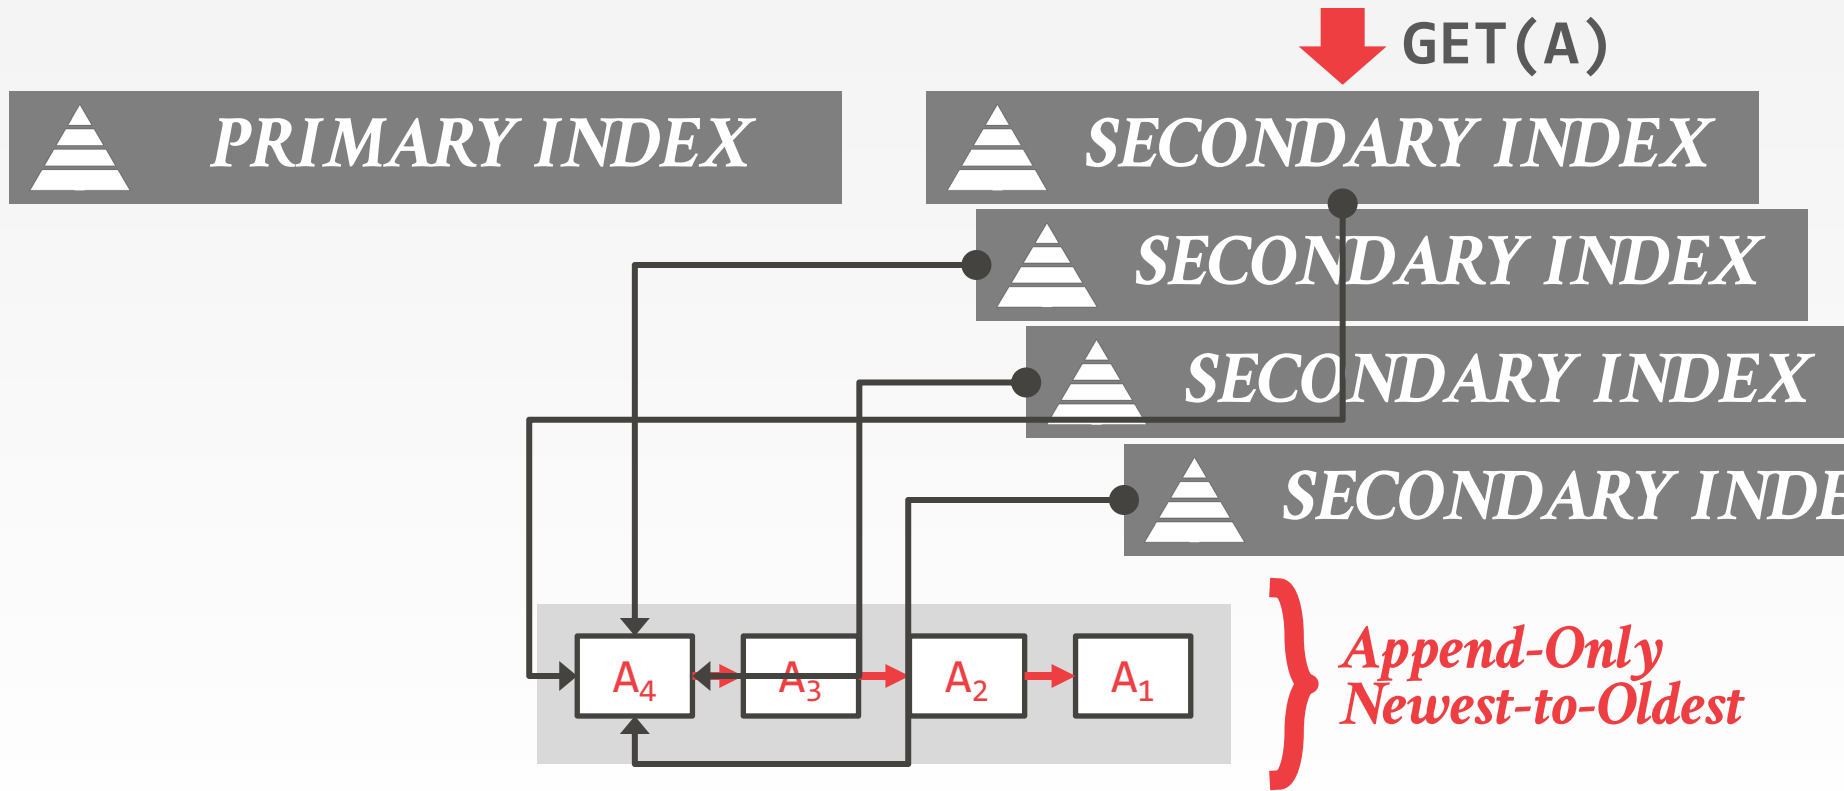 GET(A)
PRIMARY INDEX
SECONDARY INDEX
SECONDARY INDEX
SECONDARY INDEX
SECONDARY INDE
A4
A3
A2
A1
Append-Only
Newest-to-Oldest